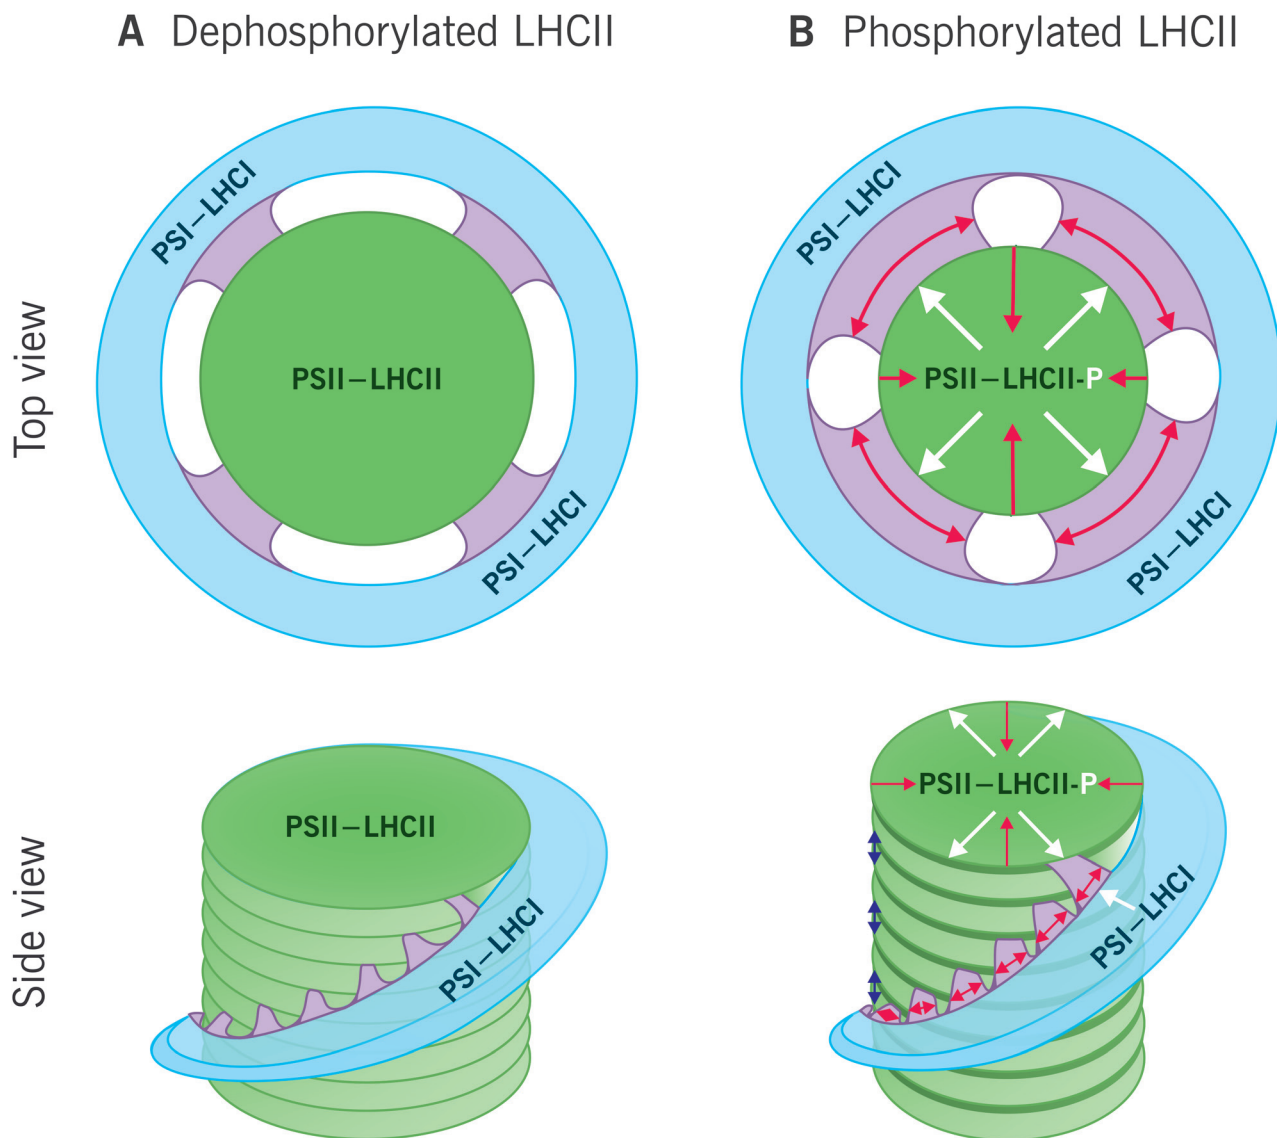 A Dephosphorylated LHCII
B Phosphorylated LHCII
Top view
PSI–LHCI
PSII–LHCII
PSI–LHCI
PSI–LHCI
PSII–LHCII-P
PSI–LHCI
Side view
PSII–LHCII
PSI–LHCI
PSII–LHCII-P
PSI–LHCI